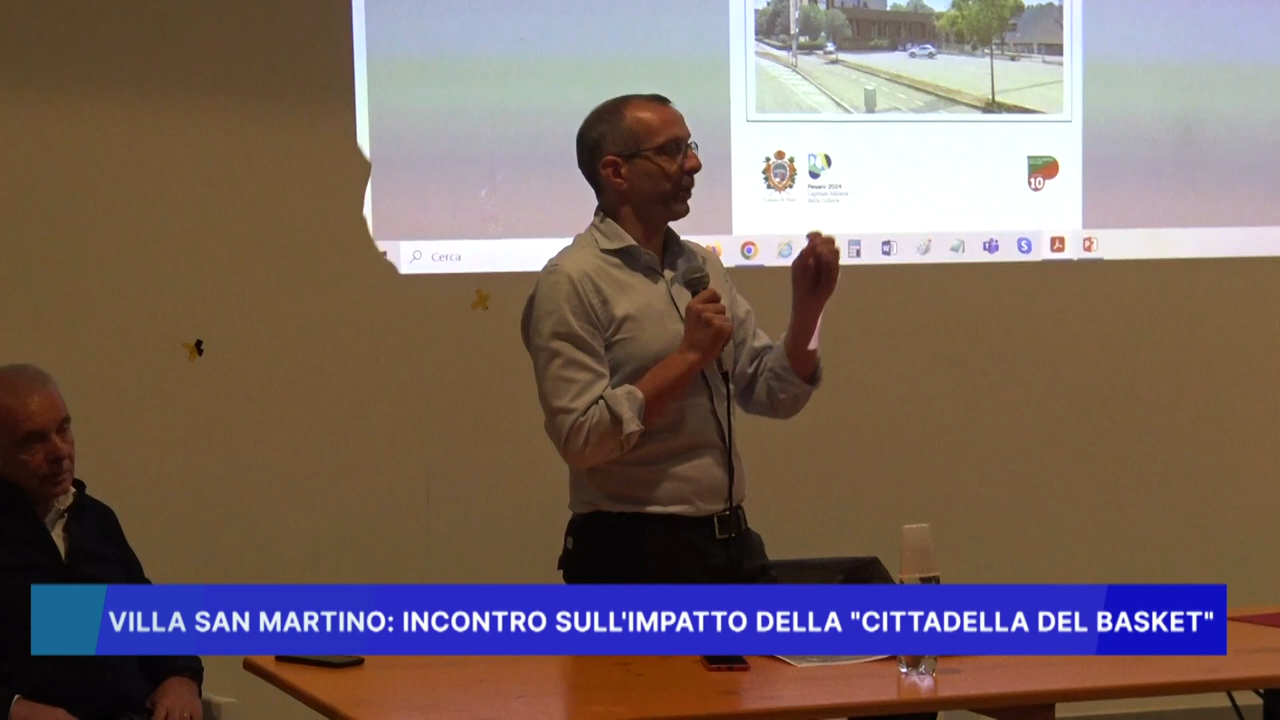 Pesaro 2024
10
Cerca
VILLA SAN MARTINO: INCONTRO SULL'IMPATTO DELLA "CITTADELLA DEL BASKET"